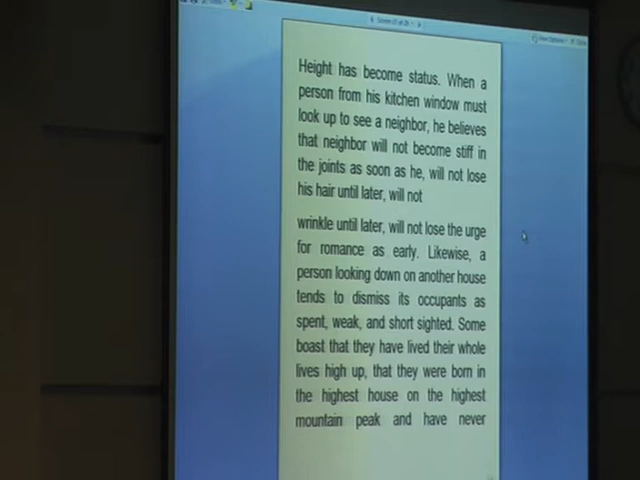 Height has become status. When a
person from his kitchen window must
look up to see a neighbor, he believes
that neighbor will not become stiff in
the joints as soon as he, will not lose
his hair until later, will not
wrinkle until later, will not lose the urge
for romance as early. Likewise, a
person looking down on another house
tends to dismiss its occupants as
spent, weak, and short sighted. Some
boast that they have lived their whole
lives high up, that they were born in
the highest house on the highest
mountain peak and have never